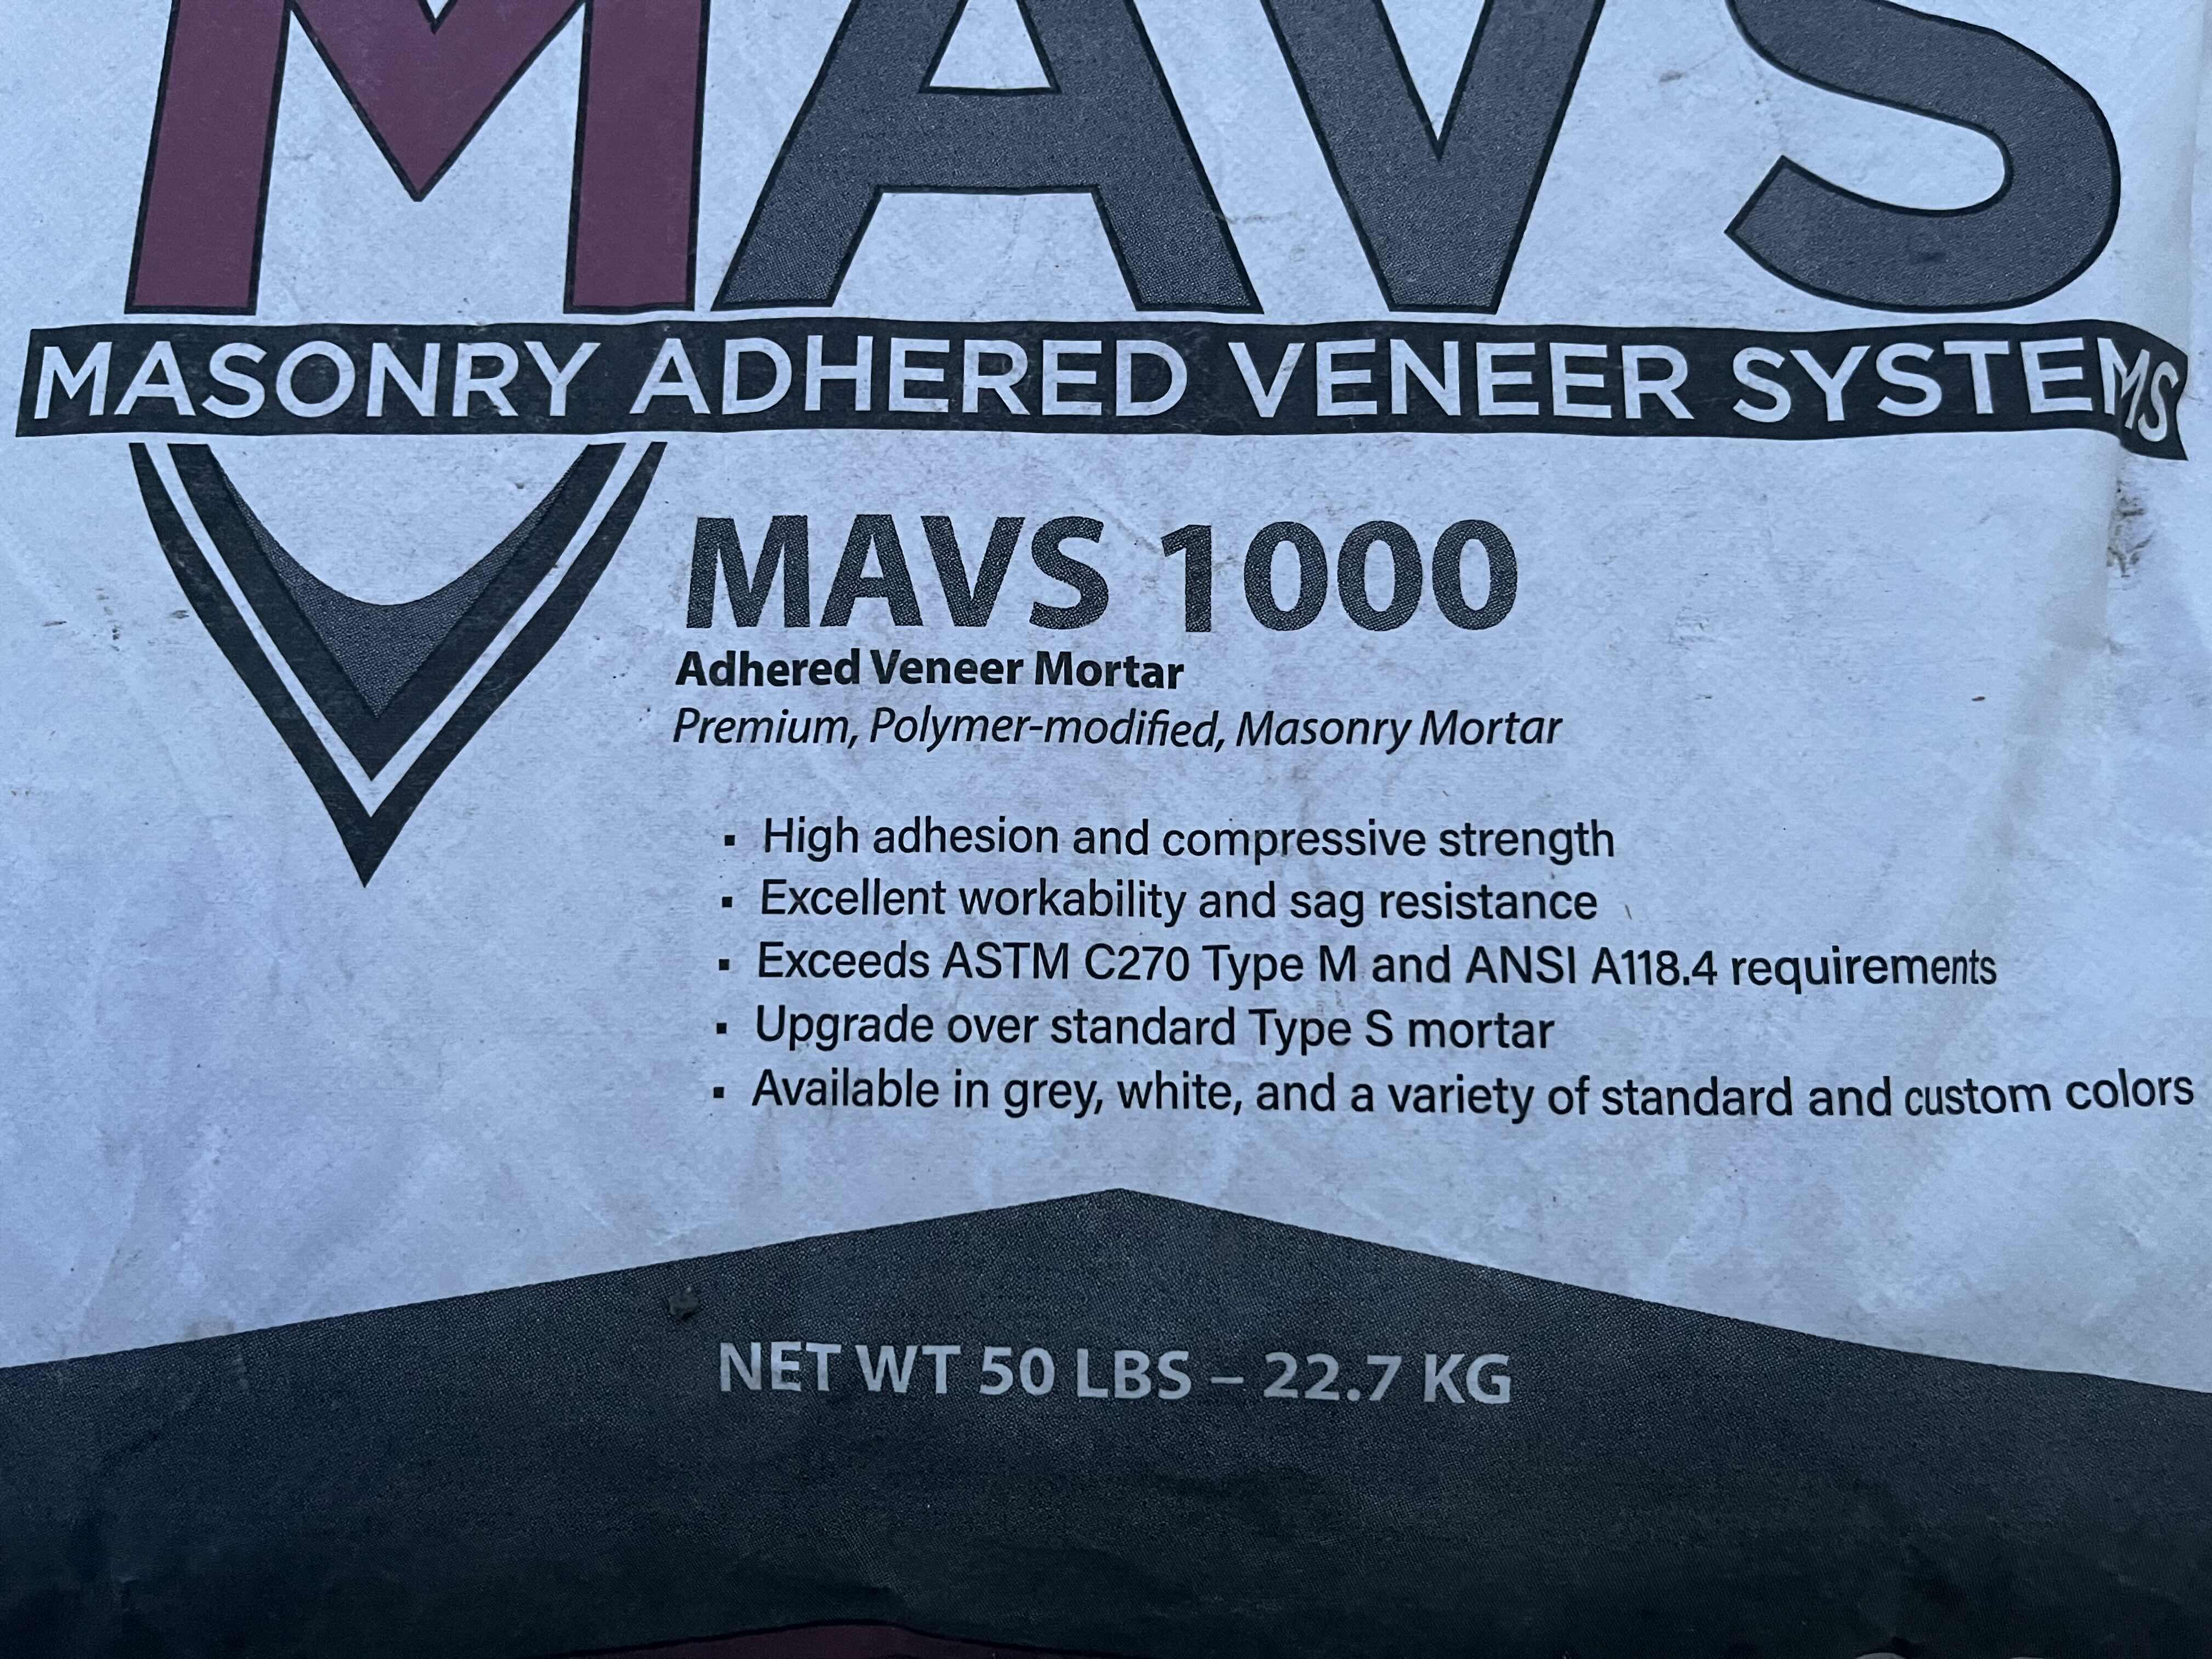 MAVS
MASONRY ADHERED VENEER SYSTEMS
MAVS 1000
Adhered Veneer Mortar
Premium, Polymer-modified, Masonry Mortar
▪ High adhesion and compressive strength
▪ Excellent workability and sag resistance
▪ Exceeds ASTM C270 Type M and ANSI A118.4 requirements
▪ Upgrade over standard Type S mortar
▪ Available in grey, white, and a variety of standard and custom colors
NET WT 50 LBS – 22.7 KG